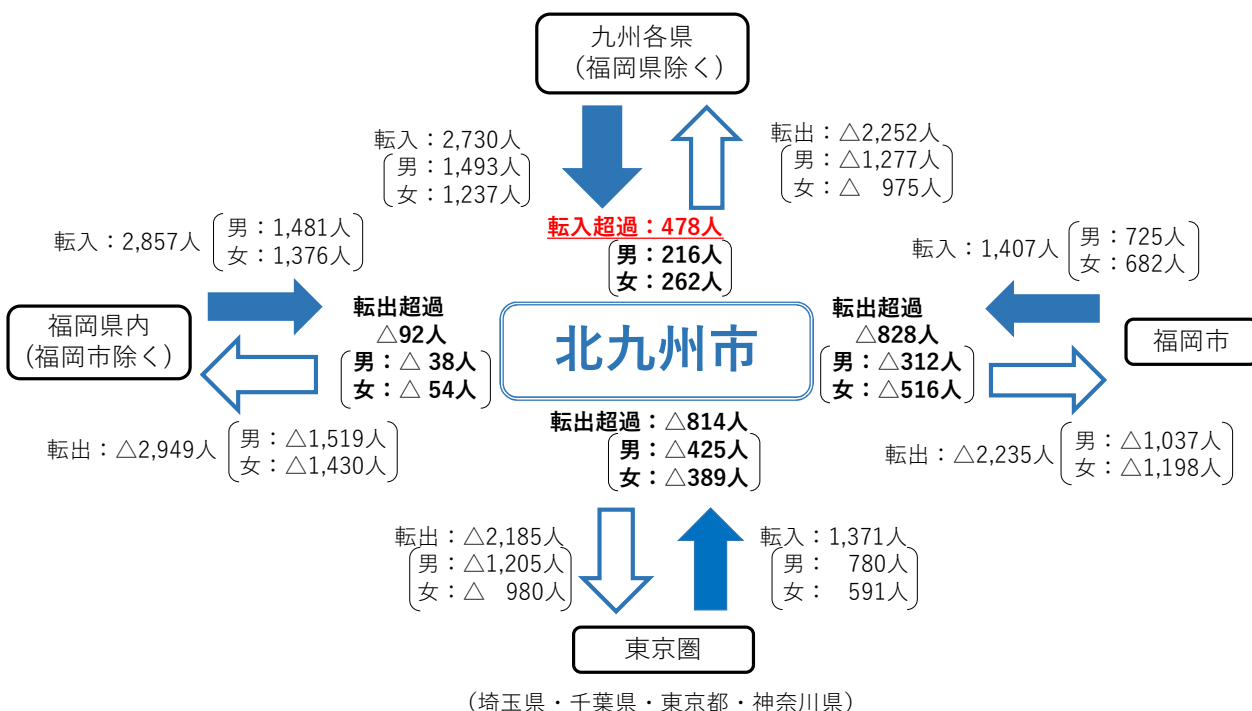 九州各県
（福岡県除く）
転入：2,730人
男：1,493人
女：1,237人
転出：△2,252人
男：△1,277人
女：△　975人
転入超過：478人
男：216人
女：262人
転入：2,857人
男：1,481人
女：1,376人
転入：1,407人
男：725人
女：682人
福岡県内
（福岡市除く）
転出超過
△92人
男：△ 38人
女：△ 54人
北九州市
転出超過
△828人
男：△312人
女：△516人
福岡市
転出：△2,949人
男：△1,519人
女：△1,430人
転出超過：△814人
男：△425人
女：△389人
転出：△2,235人
男：△1,037人
女：△1,198人
転出：△2,185人
男：△1,205人
女：△　980人
転入：1,371人
男：　780人
女：　591人
東京圏
（埼玉県・千葉県・東京都・神奈川県）